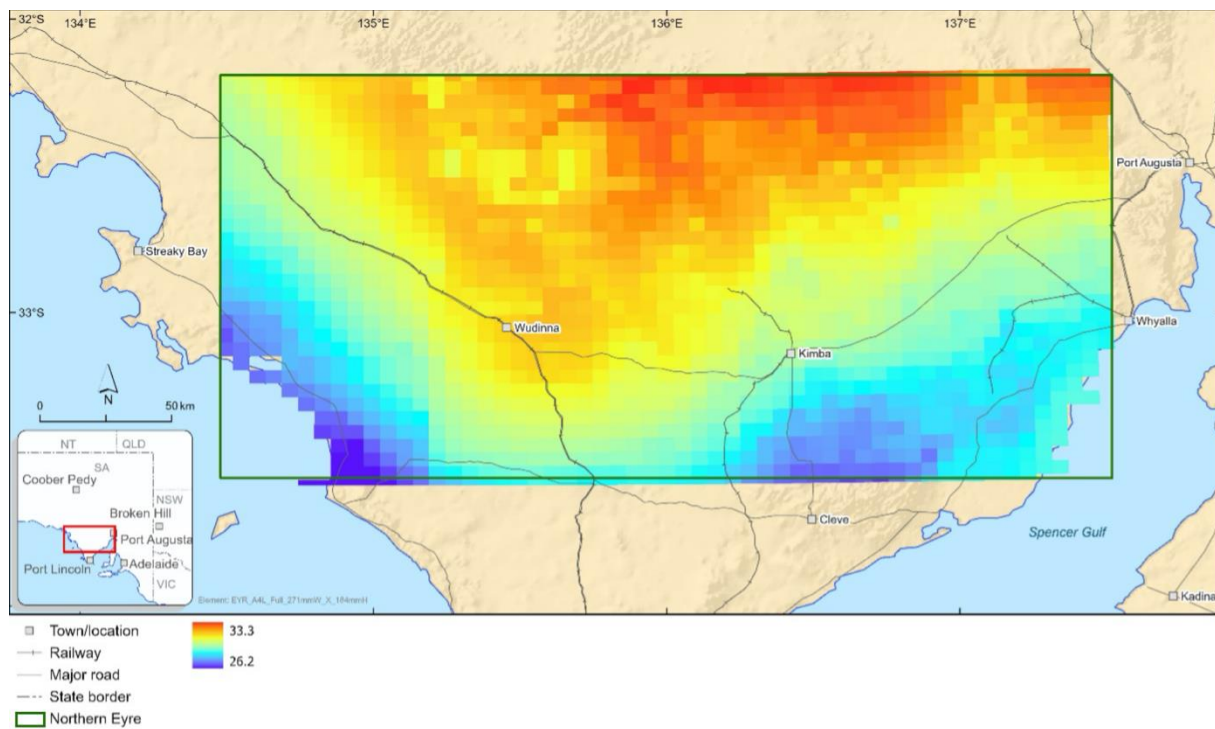 32°S
134°E
135°E
136°E
137°E
Port Augusta
Streaky Bay
33°S
Wudinna
Whyalla
Kimba
N
0 50 km
NT QLD
SA
Coober Pedy
NSW
Broken Hill
Port Augusta
Port Lincoln
Adelaide
VIC
Cleve
Spencer Gulf
Kadina
Element: EYR_A4L_Full_271mmW_X_184mmH
Town/location
33.3
Railway
26.2
Major road
State border
Northern Eyre